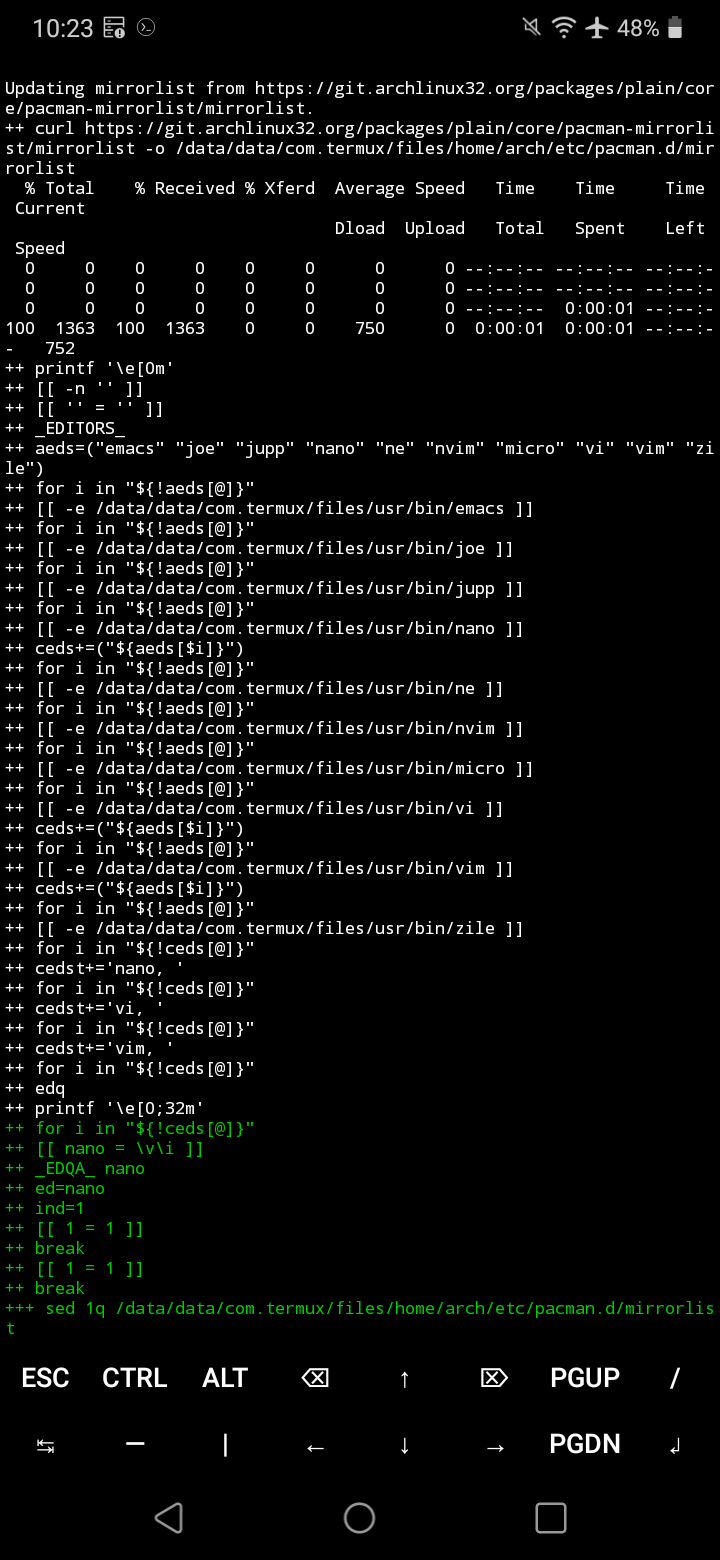 10:23 48%
Updating mirrorlist from https://git.archlinux32.org/packages/plain/cor
e/pacman-mirrorlist/mirrorlist.
++ curl https://git.archlinux32.org/packages/plain/core/pacman-mirrorli
st/mirrorlist -o /data/data/com.termux/files/home/arch/etc/pacman.d/mir
rorlist
  % Total    % Received % Xferd  Average Speed   Time    Time     Time 
 Current
                                 Dload  Upload   Total   Spent    Left 
 Speed
  0     0    0     0    0     0      0      0 --:--:-- --:--:-- --:--:-
  0     0    0     0    0     0      0      0 --:--:-- --:--:-- --:--:-
  0     0    0     0    0     0      0      0 --:--:--  0:00:01 --:--:-
100  1363  100  1363    0     0    750      0  0:00:01  0:00:01 --:--:-
-   752
++ printf '\e[0m'
++ [[ -n '' ]]
++ [[ '' = '' ]]
++ _EDITORS_
++ aeds=("emacs" "joe" "jupp" "nano" "ne" "nvim" "micro" "vi" "vim" "zi
le")
++ for i in "${!aeds[@]}"
++ [[ -e /data/data/com.termux/files/usr/bin/emacs ]]
++ for i in "${!aeds[@]}"
++ [[ -e /data/data/com.termux/files/usr/bin/joe ]]
++ for i in "${!aeds[@]}"
++ [[ -e /data/data/com.termux/files/usr/bin/jupp ]]
++ for i in "${!aeds[@]}"
++ [[ -e /data/data/com.termux/files/usr/bin/nano ]]
++ ceds+=("${aeds[$i]}")
++ for i in "${!aeds[@]}"
++ [[ -e /data/data/com.termux/files/usr/bin/ne ]]
++ for i in "${!aeds[@]}"
++ [[ -e /data/data/com.termux/files/usr/bin/nvim ]]
++ for i in "${!aeds[@]}"
++ [[ -e /data/data/com.termux/files/usr/bin/micro ]]
++ for i in "${!aeds[@]}"
++ [[ -e /data/data/com.termux/files/usr/bin/vi ]]
++ ceds+=("${aeds[$i]}")
++ for i in "${!aeds[@]}"
++ [[ -e /data/data/com.termux/files/usr/bin/vim ]]
++ ceds+=("${aeds[$i]}")
++ for i in "${!aeds[@]}"
++ [[ -e /data/data/com.termux/files/usr/bin/zile ]]
++ for i in "${!ceds[@]}"
++ cedst+='nano, '
++ for i in "${!ceds[@]}"
++ cedst+='vi, '
++ for i in "${!ceds[@]}"
++ cedst+='vim, '
++ for i in "${!ceds[@]}"
++ edq
++ printf '\e[0;32m'
++ for i in "${!ceds[@]}"
++ [[ nano = \v\i ]]
++ _EDQA_ nano
++ ed=nano
++ ind=1
++ [[ 1 = 1 ]]
++ break
++ [[ 1 = 1 ]]
++ break
+++ sed 1q /data/data/com.termux/files/home/arch/etc/pacman.d/mirrorlis
t
ESC CTRL ALT ⌫ ↑ ⌦ PGUP /
↹ — | ← ↓ → PGDN ↲